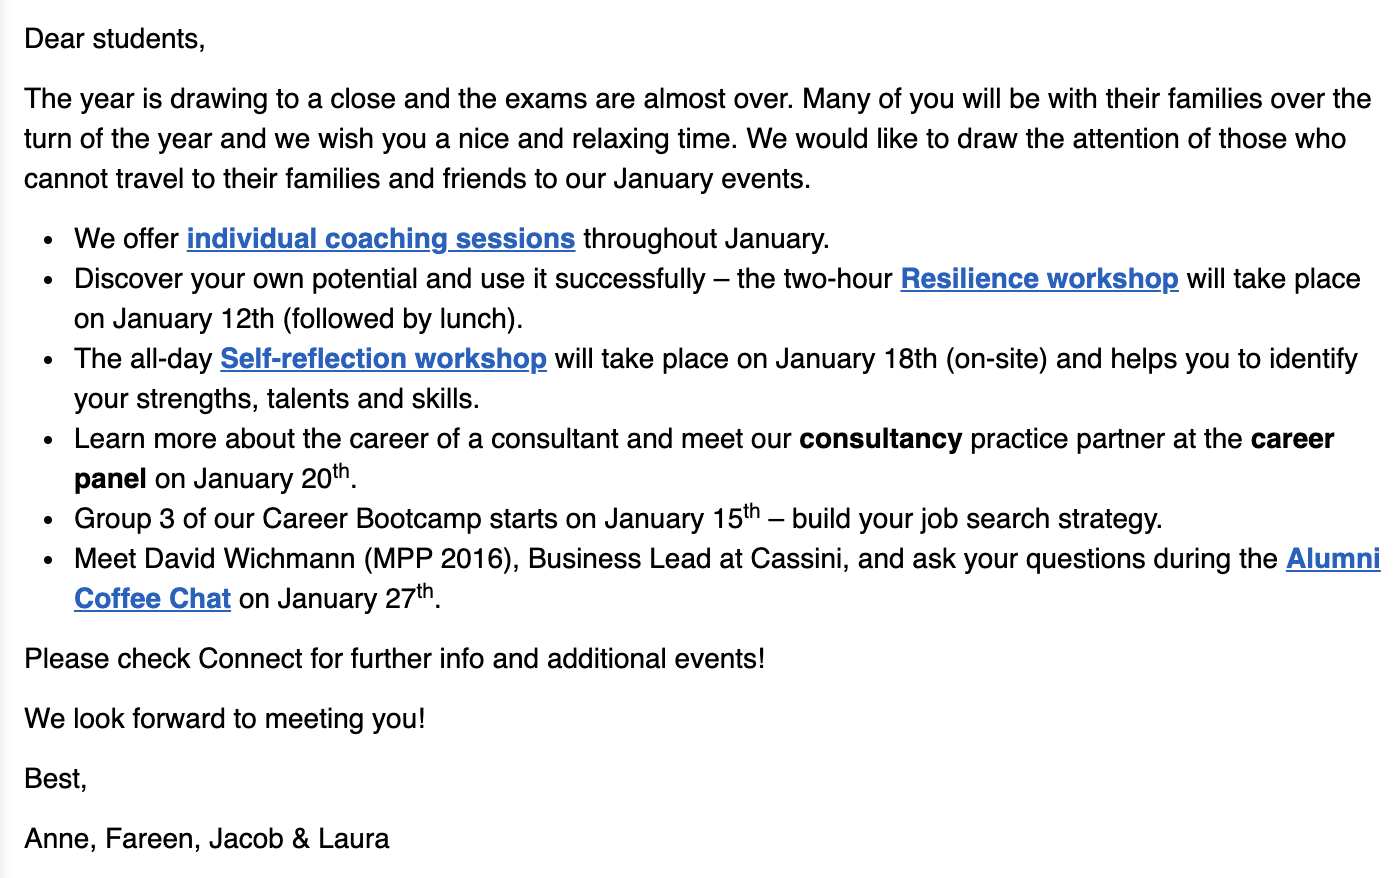 Dear students,
The year is drawing to a close and the exams are almost over. Many of you will be with their families over the
turn of the year and we wish you a nice and relaxing time. We would like to draw the attention of those who
cannot travel to their families and friends to our January events.
• We offer individual coaching sessions throughout January.
• Discover your own potential and use it successfully – the two-hour Resilience workshop will take place
on January 12th (followed by lunch).
• The all-day Self-reflection workshop will take place on January 18th (on-site) and helps you to identify
your strengths, talents and skills.
• Learn more about the career of a consultant and meet our consultancy practice partner at the career
panel on January 20th.
• Group 3 of our Career Bootcamp starts on January 15th – build your job search strategy.
• Meet David Wichmann (MPP 2016), Business Lead at Cassini, and ask your questions during the Alumni
Coffee Chat on January 27th.
Please check Connect for further info and additional events!
We look forward to meeting you!
Best,
Anne, Fareen, Jacob & Laura